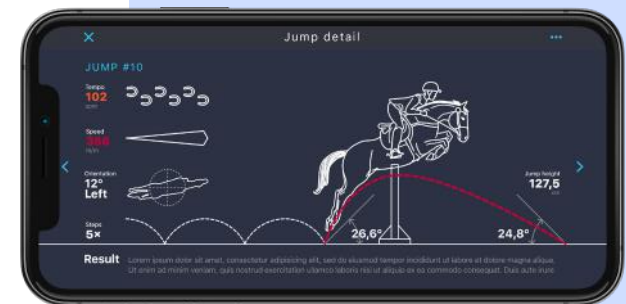 Jump detail
JUMP #10
Tempo
102
Speed
Orientation
12°
Left
Jump height
127,5
Steps
5×
26,6°
24,8°
Result
Lorem ipsum dolor sit amet, consectetur adipisicing elit, sed do eiusmod tempor incididunt ut labore et dolore magna aliqua.
Ut enim ad minim veniam, quis nostrud exercitation ullamco laboris nisi ut aliquip ex ea commodo consequat. Duis aute irure